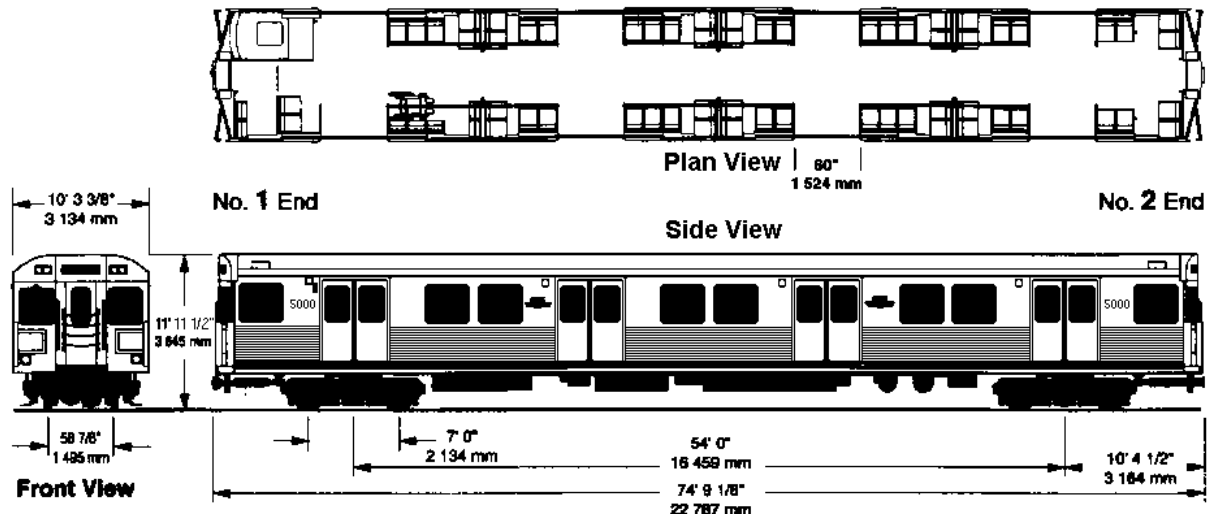 Plan View
60"
1 524 mm
10' 3 3/8"
3 134 mm
No. 1 End
No. 2 End
Side View
5000
5000
11' 11 1/2"
3 645 mm
58 7/8"
1 495 mm
7' 0"
2 134 mm
54' 0"
16 459 mm
10' 4 1/2"
3 164 mm
Front View
74' 9 1/8"
22 787 mm